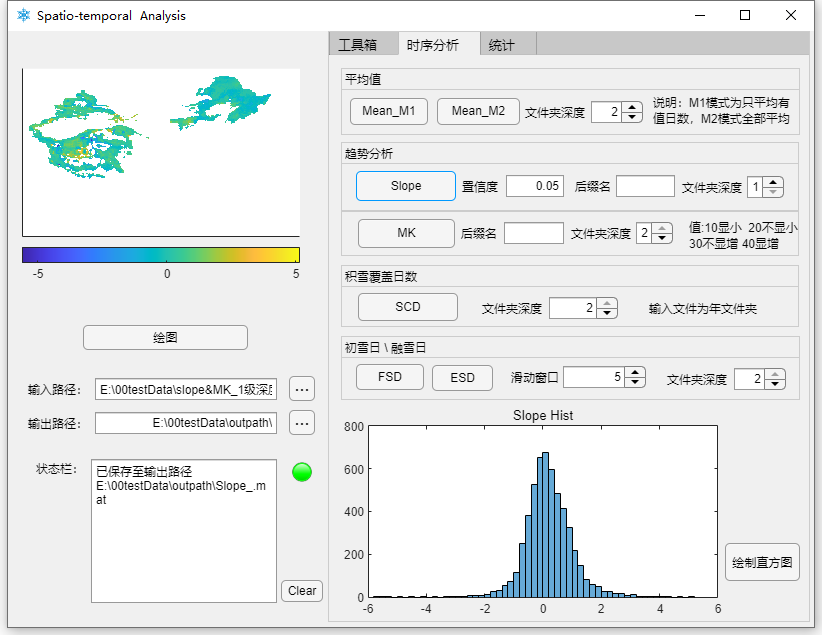 Spatio-temporal Analysis
工具箱
时序分析
统计
平均值
Mean_M1
Mean_M2
文件夹深度
2
说明：M1模式为只平均有
值日数，M2模式全部平均
趋势分析
Slope
置信度
0.05
后缀名
文件夹深度
1
MK
后缀名
文件夹深度
2
值:10显小 20不显小
30不显增 40显增
积雪覆盖日数
SCD
文件夹深度
2
输入文件为年文件夹
初雪日 \ 融雪日
FSD
ESD
滑动窗口
5
文件夹深度
2
-5
0
5
绘图
输入路径：
E:\00testData\slope&MK_1级深度
...
输出路径：
E:\00testData\outpath\
...
状态栏：
已保存至输出路径
E:\00testData\outpath\Slope_.m
at
Clear
Slope Hist
800
600
400
200
0
-6
-4
-2
0
2
4
6
绘制直方图